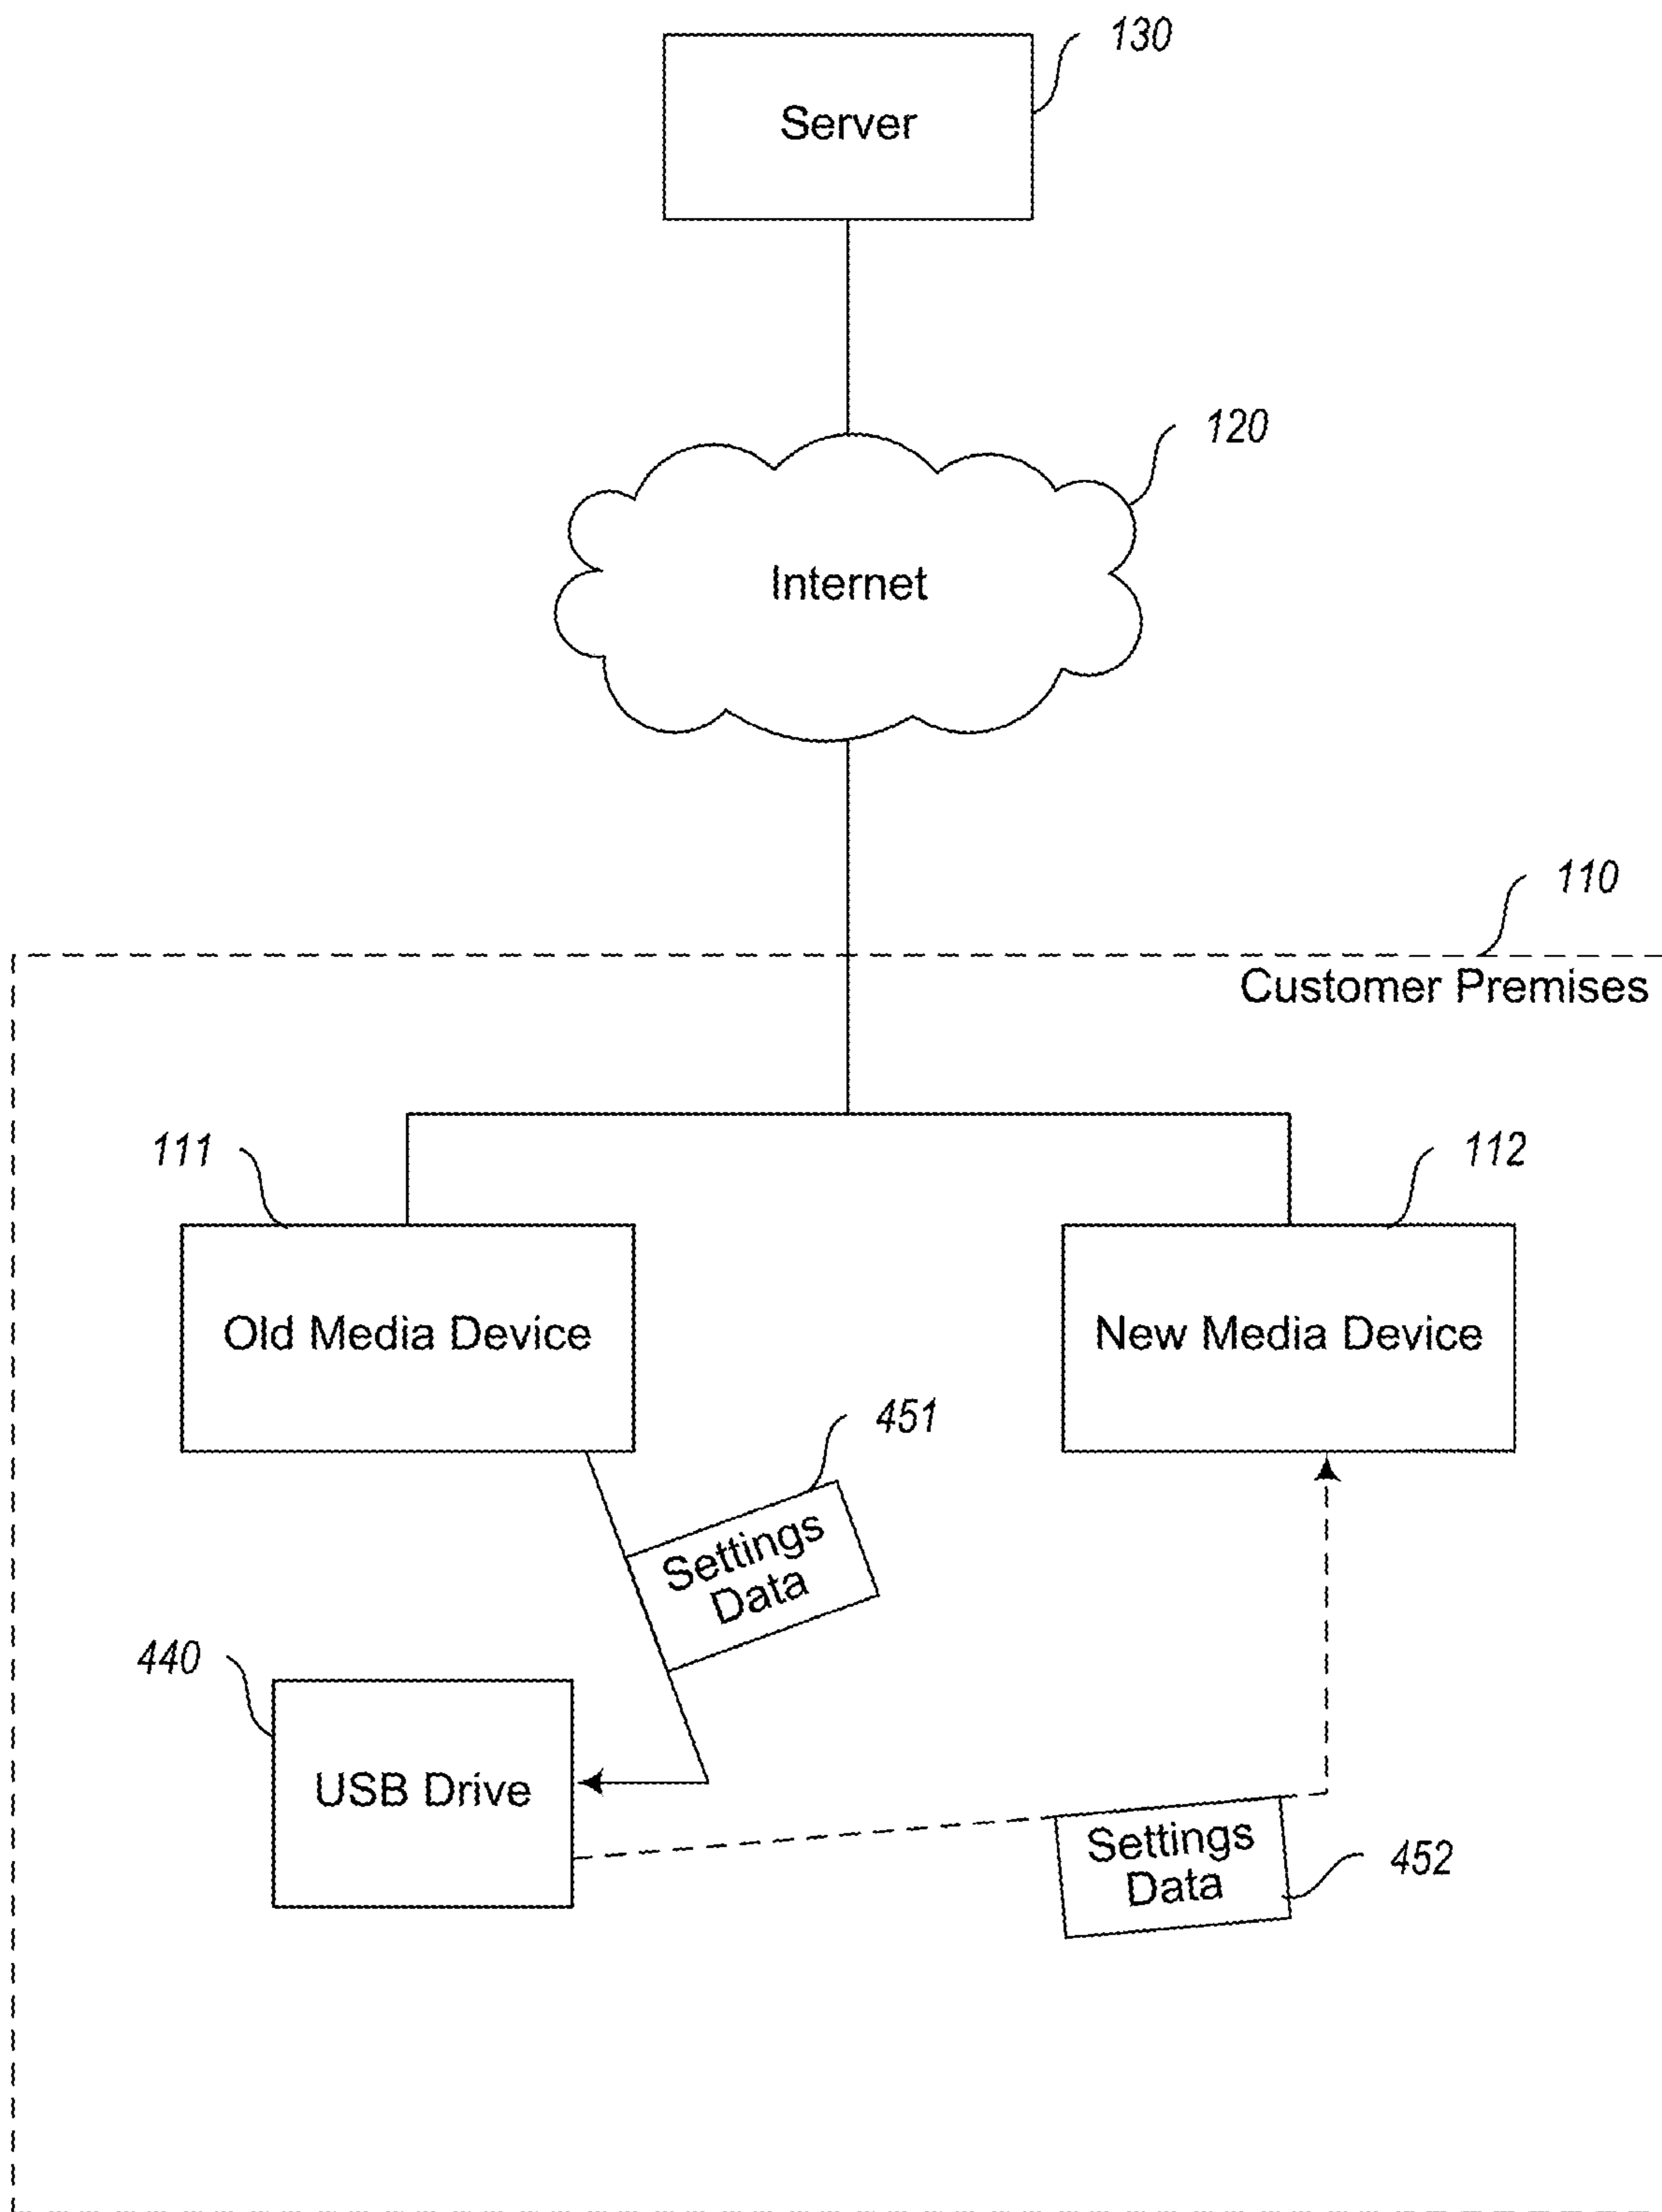 130
Server
120
Internet
110
Customer Premises
111
112
Old Media Device
New Media Device
451
Settings
Data
440
USB Drive
Settings
Data
452